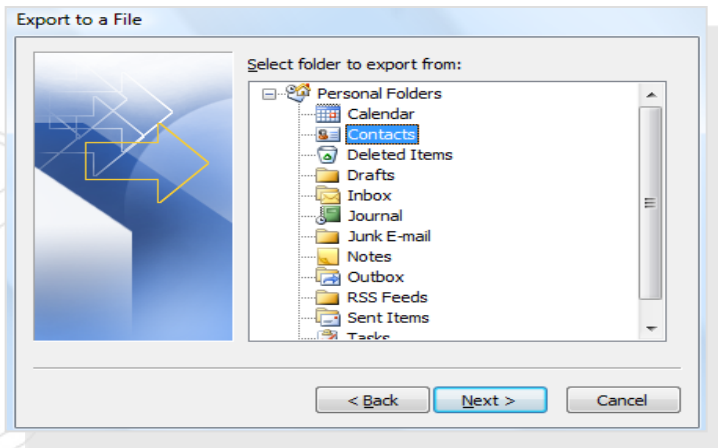 Export to a File
Select folder to export from:
Personal Folders
Calendar
Contacts
Deleted Items
Drafts
Inbox
Journal
Junk E-mail
Notes
Outbox
RSS Feeds
Sent Items
Tasks
< Back Next > Cancel